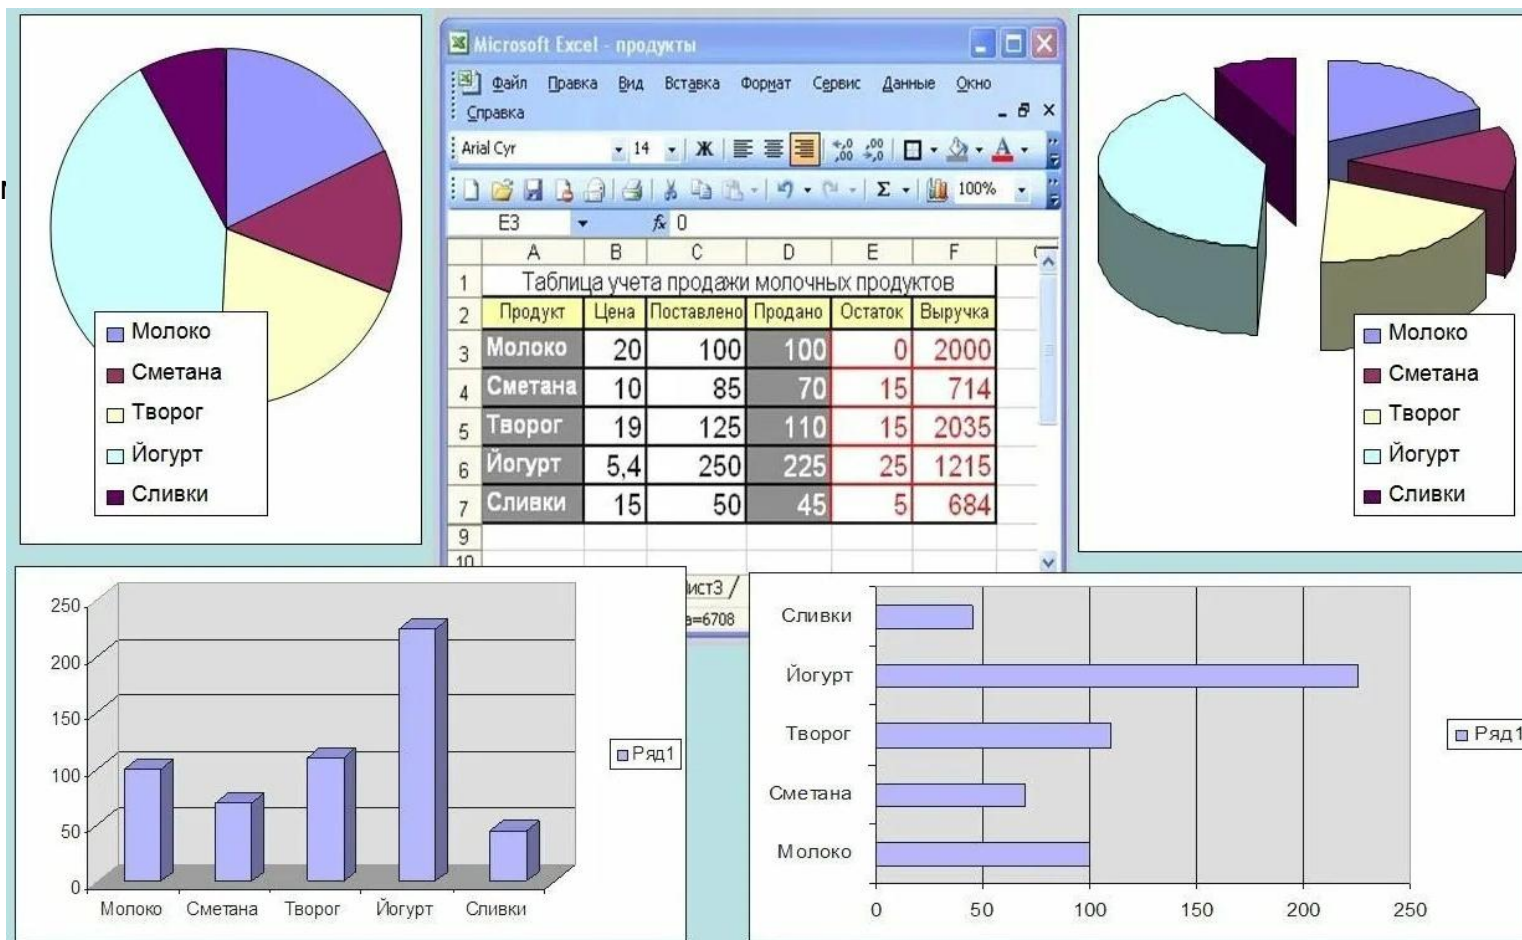 Молоко
Сметана
Творог
Йогурт
Сливки
Microsoft Excel - продукты
Файл Правка Вид Вставка Формат Сервис Данные Окно
Справка
Arial Cyr 14 Ж
Σ 100%
E3 fx 0
A B C D E F
1 Таблица учета продажи молочных продуктов
2 Продукт Цена Поставлено Продано Остаток Выручка
3 Молоко 20 100 100 0 2000
4 Сметана 10 85 70 15 714
5 Творог 19 125 110 15 2035
6 Йогурт 5,4 250 225 25 1215
7 Сливки 15 50 45 5 684
9
10
ист3
а=6708
Молоко
Сметана
Творог
Йогурт
Сливки
250
200
150
100
50
0
Молоко Сметана Творог Йогурт Сливки
Ряд1
Сливки
Йогурт
Творог
Сметана
Молоко
0 50 100 150 200 250
Ряд1